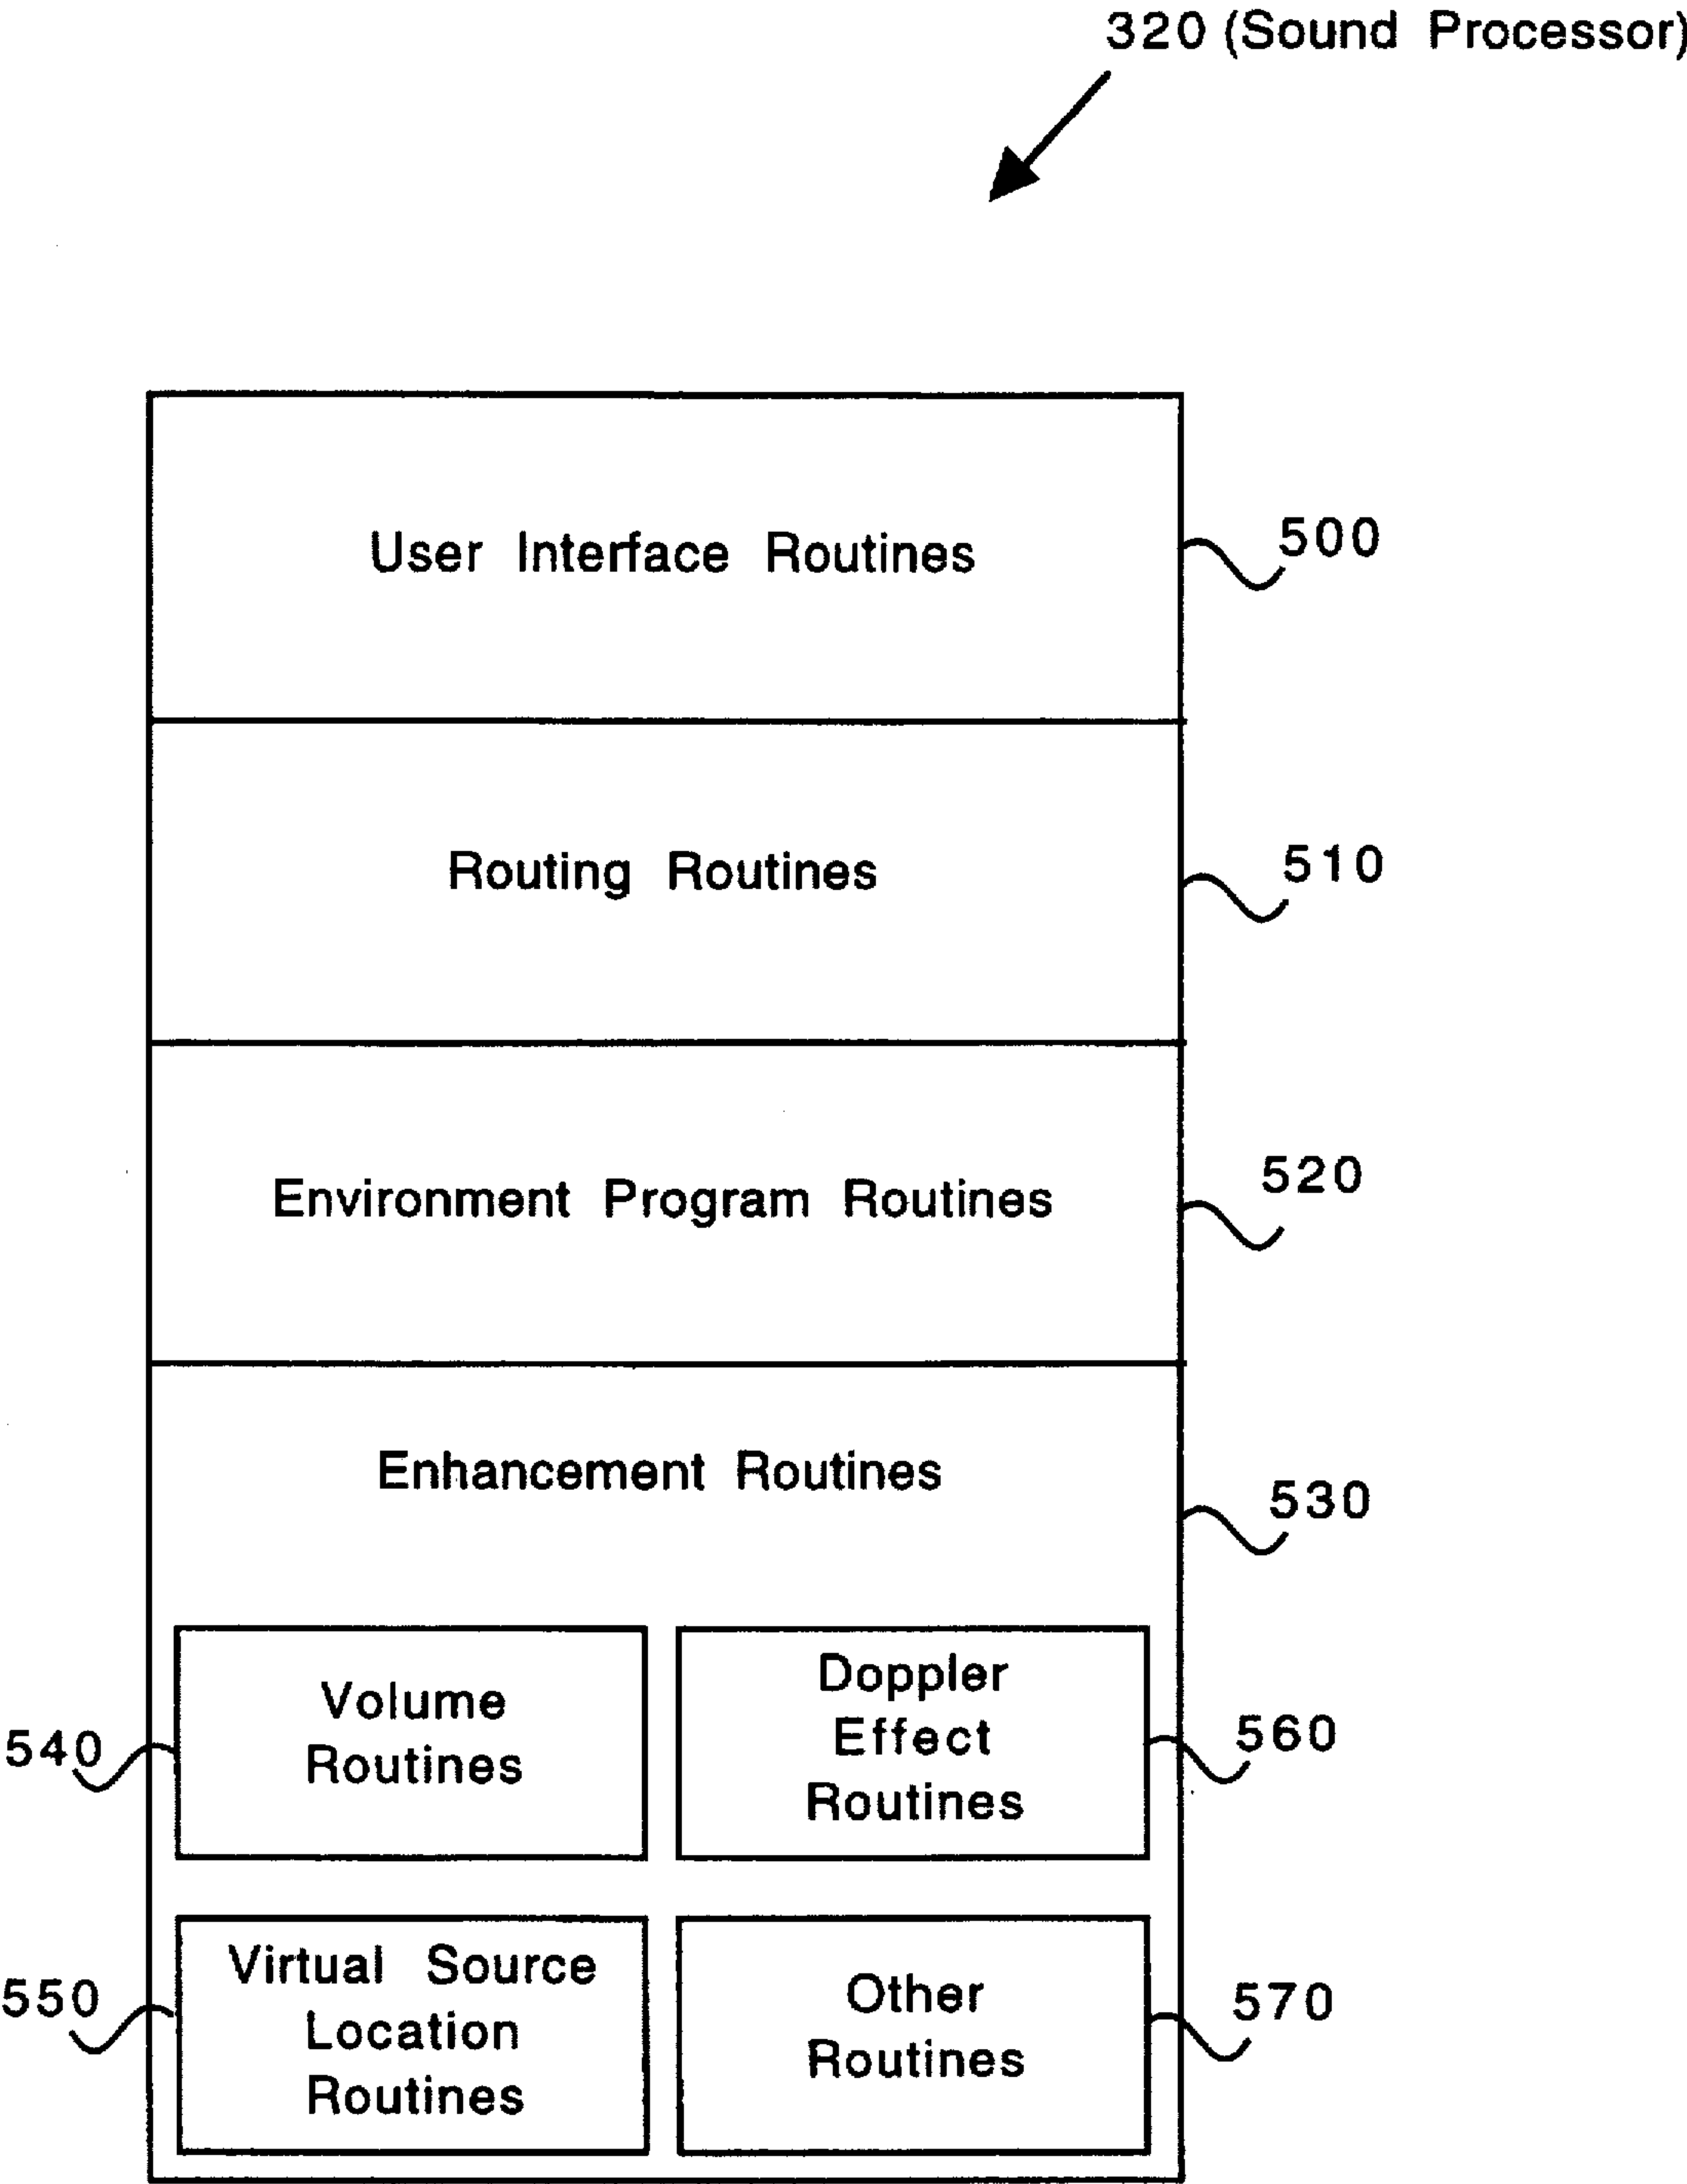 320 (Sound Processor)
User Interface Routines
500
Routing Routines
510
Environment Program Routines
520
Enhancement Routines
530
Volume
Routines
540
Doppler
Effect
Routines
560
Virtual Source
Location
Routines
550
Other
Routines
570